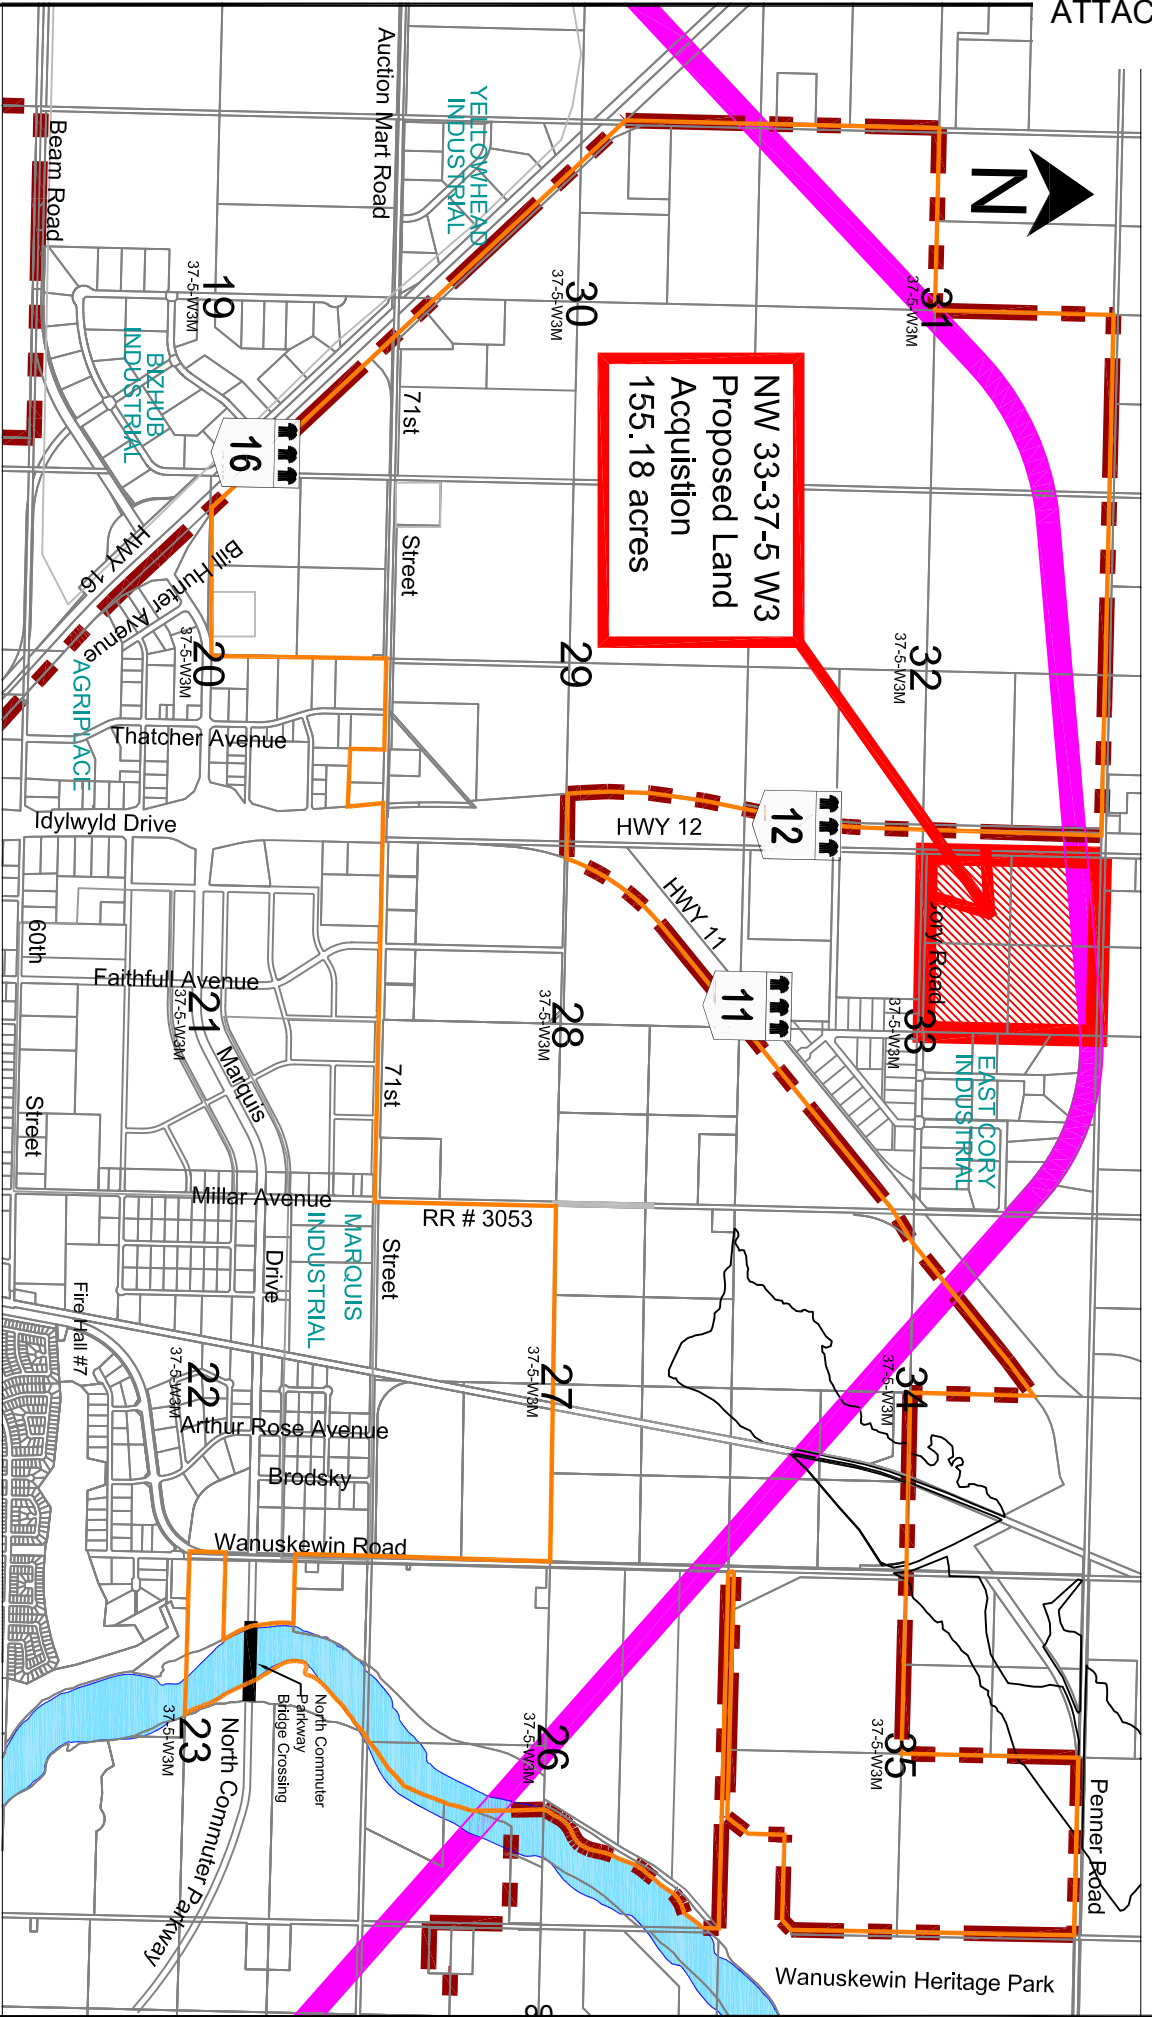 ATTAC
N
YELLOWHEAD
INDUSTRIAL
Auction Mart Road
Beam Road
19
37-5-W3M
30
37-5-W3M
31
37-5-W3M
BIZHUB
INDUSTRIAL
16
HWY 16
Bill Hunter Avenue
71st
Street
NW 33-37-5 W3
Proposed Land
Acquistion
155.18 acres
20
37-5-W3M
29
37-5-W3M
32
37-5-W3M
AGRIPLACE
Thatcher Avenue
Idylwyld Drive
HWY 12
12
HWY 11
11
Cory Road
33
37-5-W3M
EAST CORY
INDUSTRIAL
60th
Street
Faithfull Avenue
21
37-5-W3M
28
37-5-W3M
Marquis
Drive
71st
Street
Millar Avenue
RR # 3053
MARQUIS
INDUSTRIAL
Fire Hall #7
22
37-5-W3M
27
37-5-W3M
34
37-5-W3M
Arthur Rose Avenue
Brodsky
Wanuskewin Road
North Commuter
Parkway
Bridge Crossing
23
37-5-W3M
26
37-5-W3M
35
37-5-W3M
North Commuter Parkway
Penner Road
Wanuskewin Heritage Park